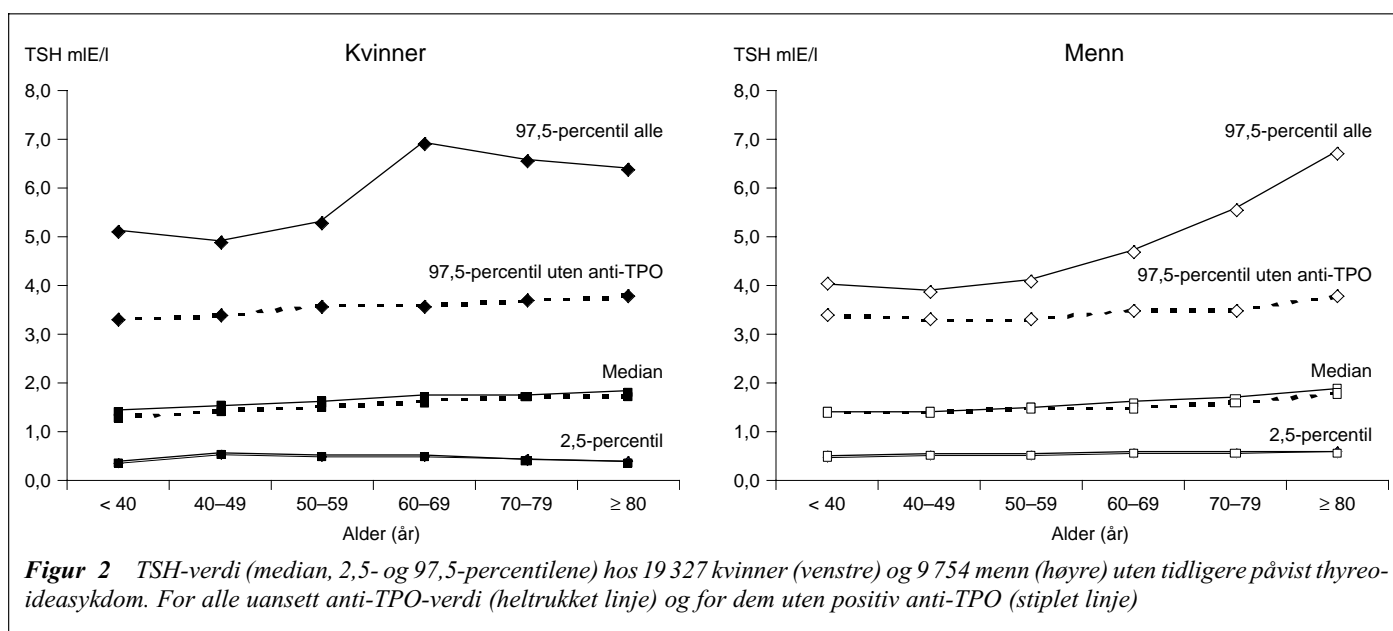 Kvinner
TSH mlE/l
8,0
7,0
6,0
5,0
4,0
3,0
2,0
1,0
0,0
97,5-percentil alle
97,5-percentil uten anti-TPO
Median
2,5-percentil
< 40
40–49
50–59
60–69
70–79
≥ 80
Alder (år)
Menn
TSH mlE/l
8,0
7,0
6,0
5,0
4,0
3,0
2,0
1,0
0,0
97,5-percentil alle
97,5-percentil uten anti-TPO
Median
2,5-percentil
< 40
40–49
50–59
60–69
70–79
≥ 80
Alder (år)
Figur 2 TSH-verdi (median, 2,5- og 97,5-percentilene) hos 19 327 kvinner (venstre) og 9 754 menn (høyre) uten tidligere påvist thyreo-
ideasykdom. For alle uansett anti-TPO-verdi (heltrukket linje) og for dem uten positiv anti-TPO (stiplet linje)